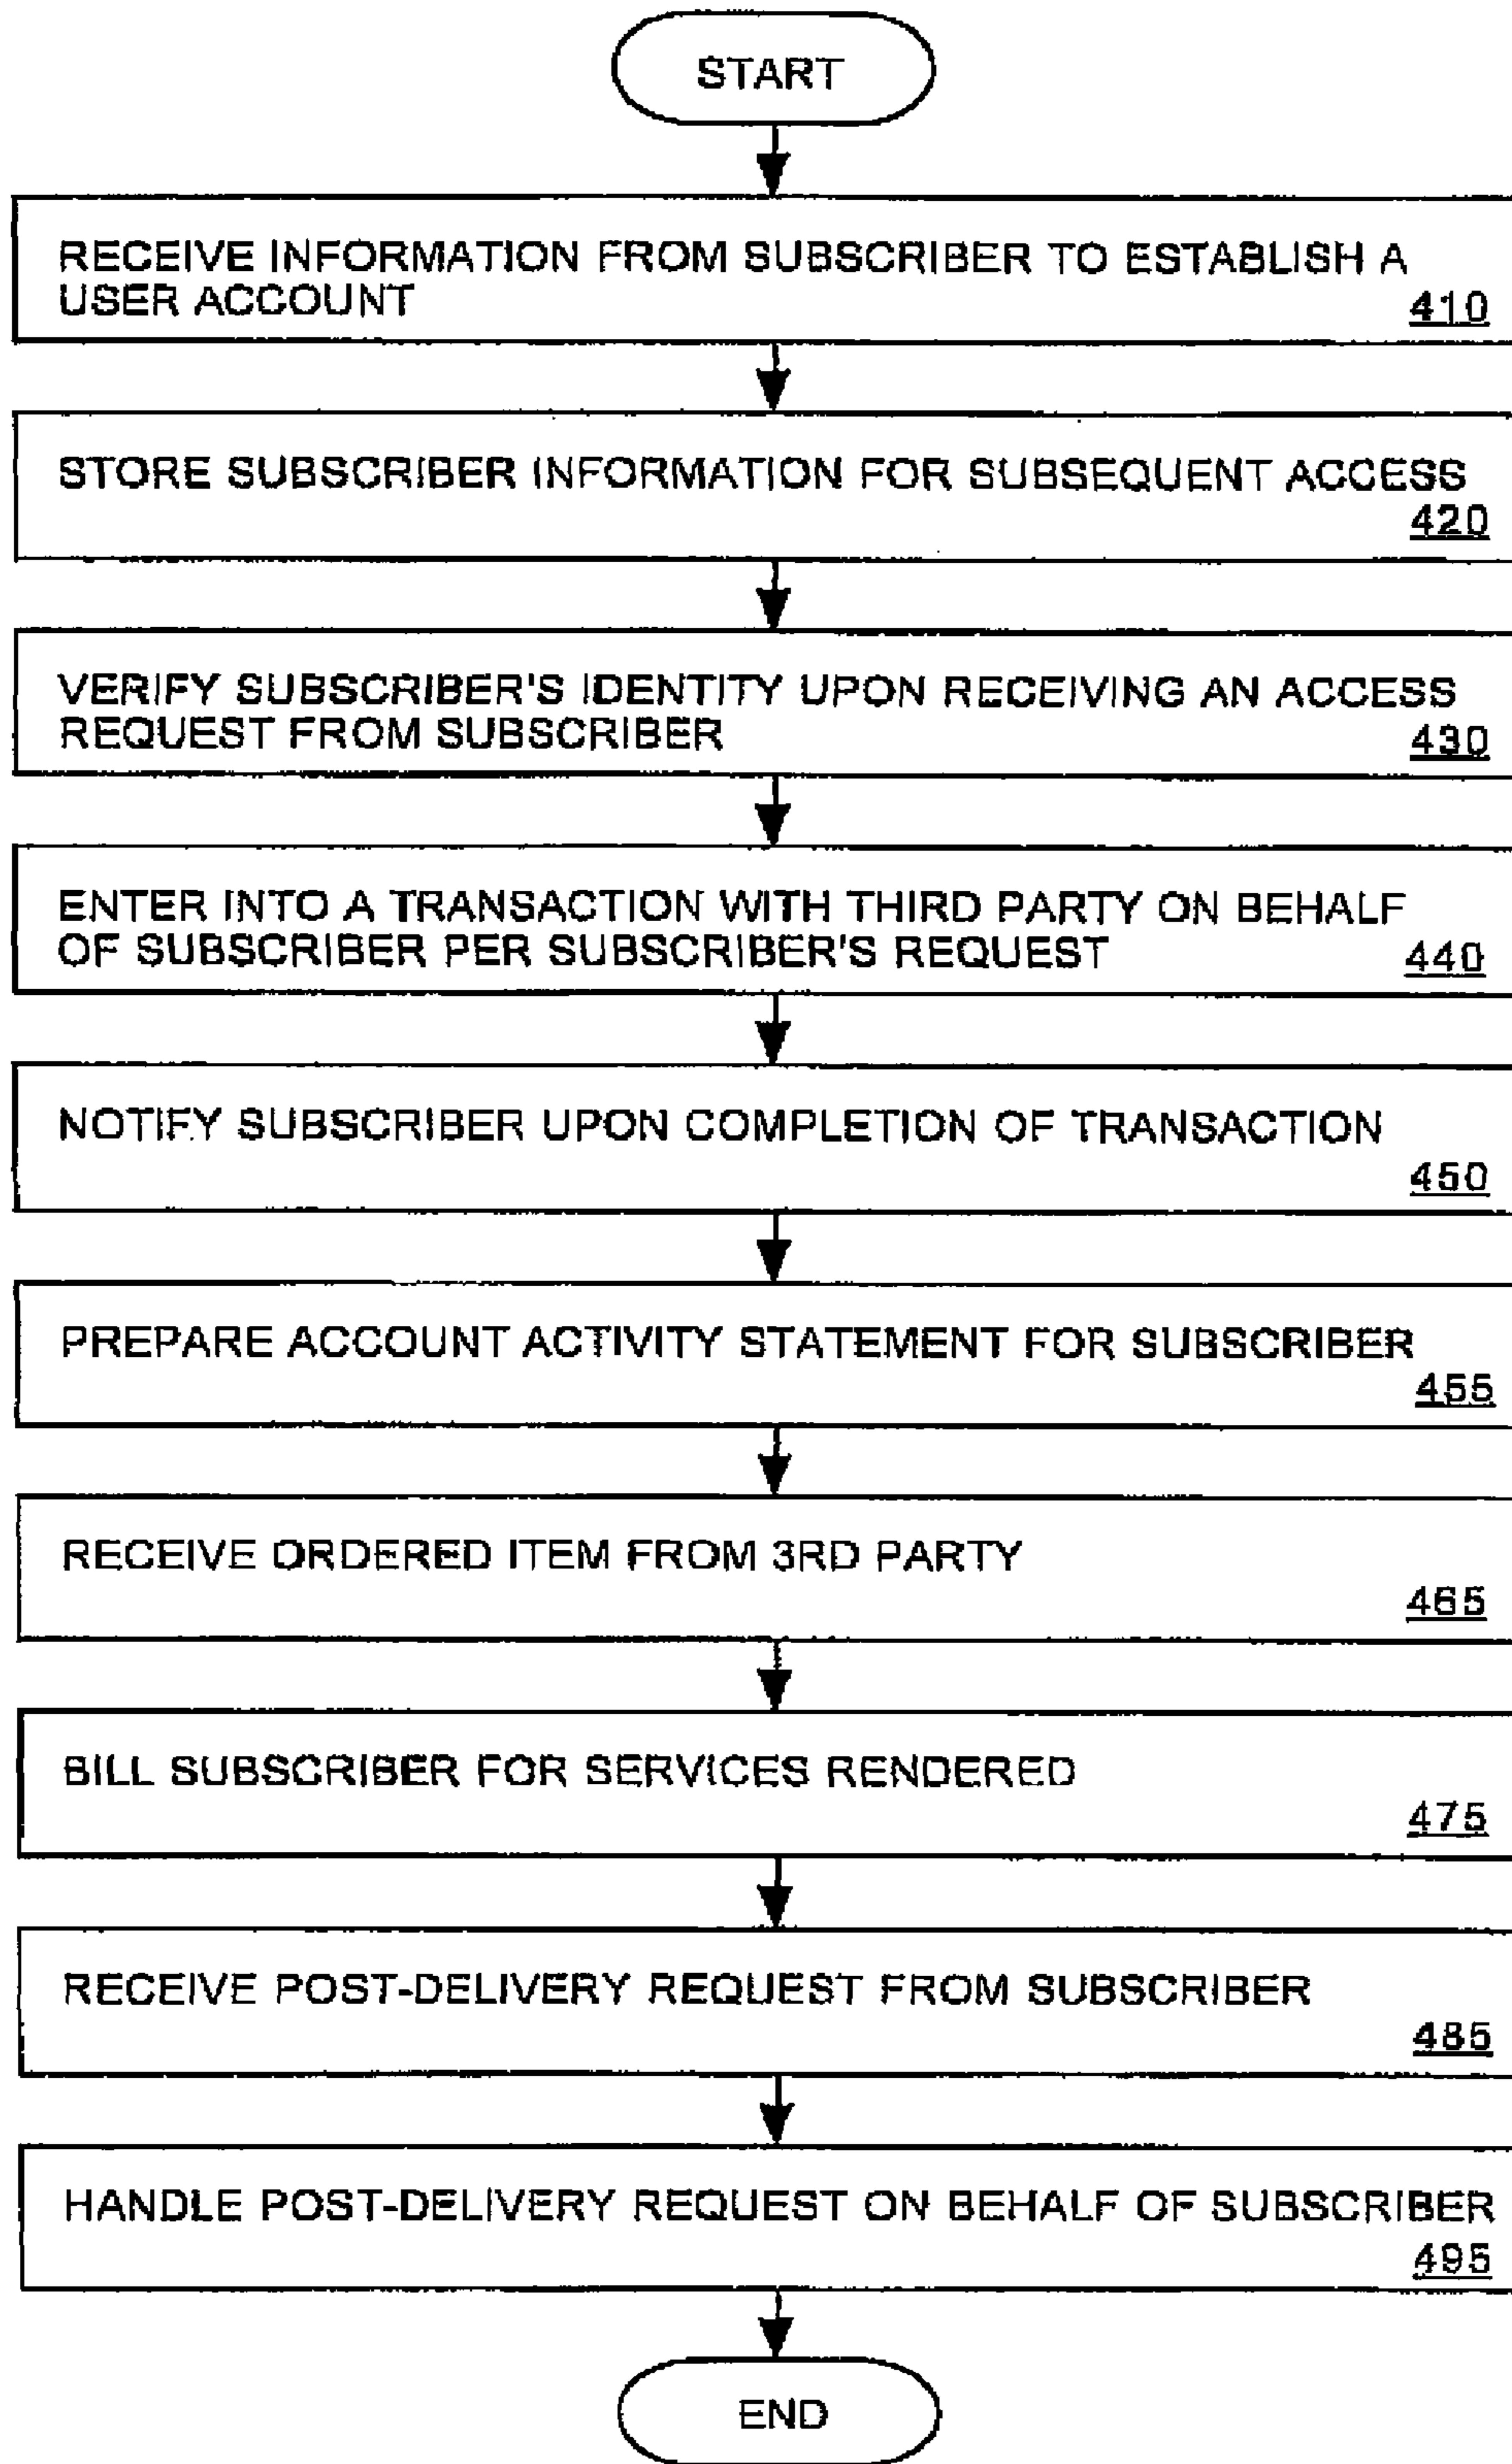 START
RECEIVE INFORMATION FROM SUBSCRIBER TO ESTABLISH A
USER ACCOUNT
410
STORE SUBSCRIBER INFORMATION FOR SUBSEQUENT ACCESS
420
VERIFY SUBSCRIBER'S IDENTITY UPON RECEIVING AN ACCESS
REQUEST FROM SUBSCRIBER
430
ENTER INTO A TRANSACTION WITH THIRD PARTY ON BEHALF
OF SUBSCRIBER PER SUBSCRIBER'S REQUEST
440
NOTIFY SUBSCRIBER UPON COMPLETION OF TRANSACTION
450
PREPARE ACCOUNT ACTIVITY STATEMENT FOR SUBSCRIBER
455
RECEIVE ORDERED ITEM FROM 3RD PARTY
465
BILL SUBSCRIBER FOR SERVICES RENDERED
475
RECEIVE POST-DELIVERY REQUEST FROM SUBSCRIBER
485
HANDLE POST-DELIVERY REQUEST ON BEHALF OF SUBSCRIBER
495
END